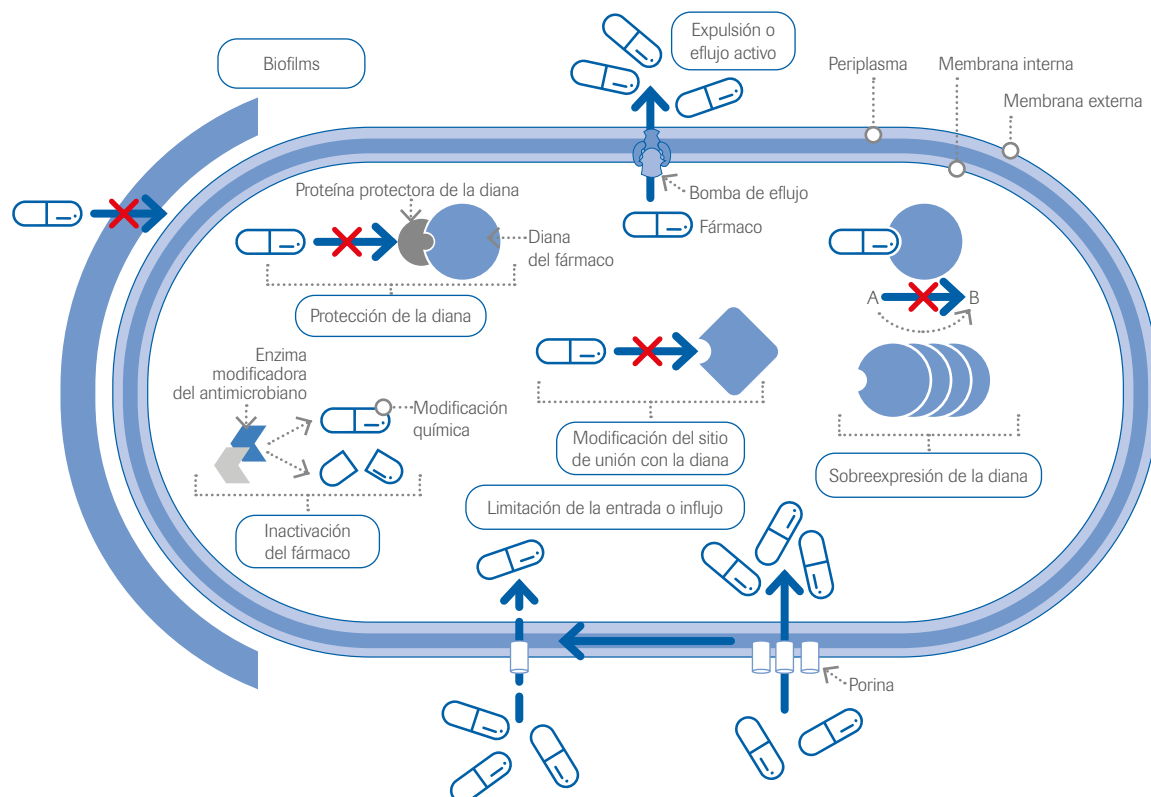 Biofilms
Expulsión o
eflujo activo
Periplasma
Membrana interna
Membrana externa
Proteína protectora de la diana
Bomba de eflujo
Fármaco
Diana
del fármaco
Protección de la diana
A
B
Enzima
modificadora
del antimicrobiano
Modificación
química
Modificación del sitio
de unión con la diana
Sobreexpresión de la diana
Limitación de la entrada o influjo
Inactivación
del fármaco
Porina